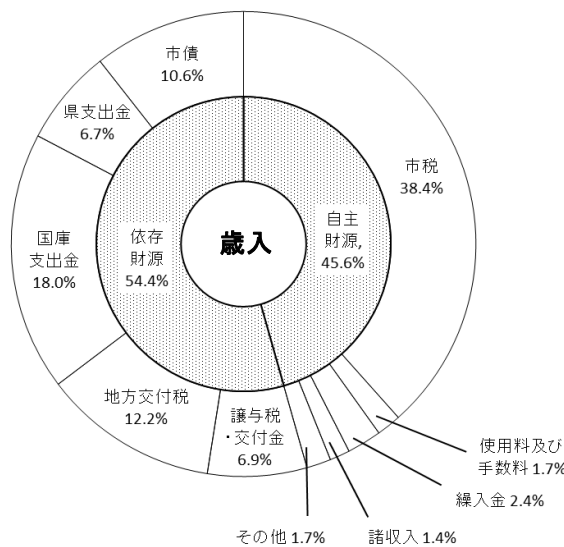 歳入
自主
財源,
45.6%
依存
財源
54.4%
市税
38.4%
使用料及び
手数料 1.7%
繰入金 2.4%
諸収入 1.4%
その他 1.7%
譲与税
・交付金
6.9%
地方交付税
12.2%
国庫
支出金
18.0%
県支出金
6.7%
市債
10.6%